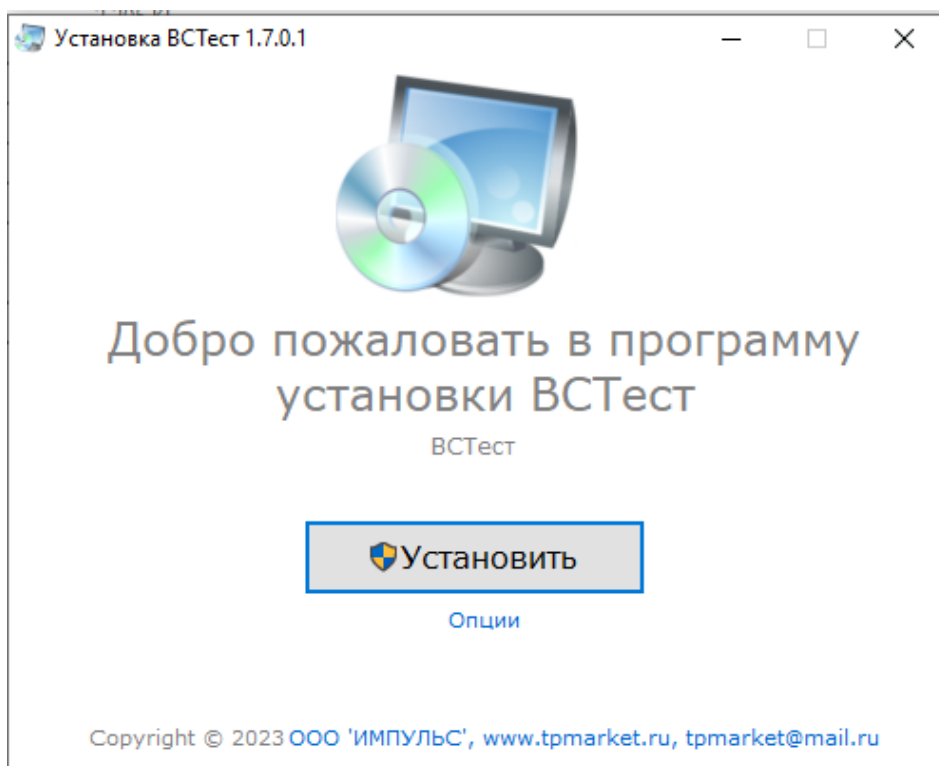 Установка ВСТест 1.7.0.1
Добро пожаловать в программу
установки ВСТест
ВСТест
Установить
Опции
Copyright © 2023 ООО 'ИМПУЛЬС', www.tpmarket.ru, tpmarket@mail.ru